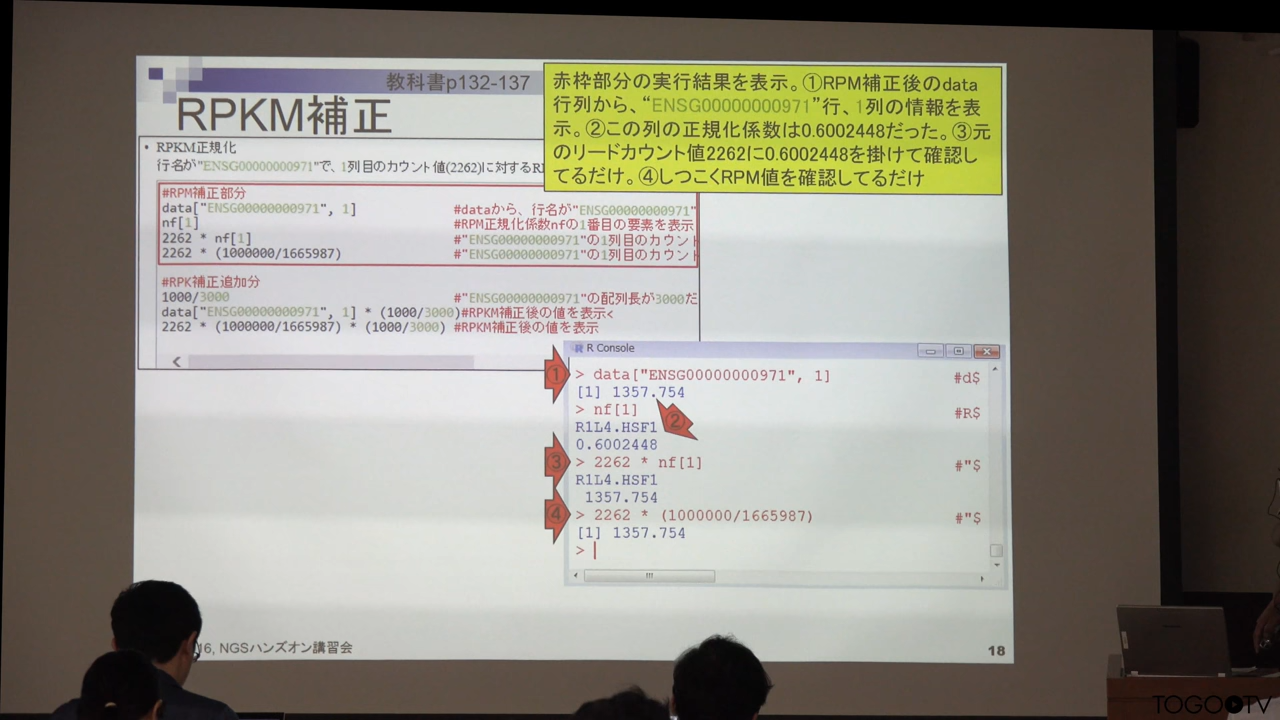 教科書p132-137
RPKM補正
赤枠部分の実行結果を表示。①RPM補正後のdata
行列から、“ENSG00000000971”行、1列の情報を表
示。②この列の正規化係数は0.6002448だった。③元
のリードカウント値2262に0.6002448を掛けて確認し
てるだけ。④しつこくRPM値を確認してるだけ
• RPKM正規化
行名が"ENSG00000000971"で、1列目のカウント値(2262)に対するR
#RPM補正部分
data["ENSG00000000971", 1] #dataから、行名が"ENSG00000000971"
nf[1] #RPM正規化係数nfの1番目の要素を表示
2262 * nf[1] #"ENSG00000000971"の1列目のカウント
2262 * (1000000/1665987) #"ENSG00000000971"の1列目のカウント
#RPK補正追加分
1000/3000 #"ENSG00000000971"の配列長が3000だ
data["ENSG00000000971", 1] * (1000/3000)#RPKM補正後の値を表示<
2262 * (1000000/1665987) * (1000/3000) #RPKM補正後の値を表示
R Console
① > data["ENSG00000000971", 1] #d$
[1] 1357.754
> nf[1] #R$
R1L4.HSF1 ②
0.6002448
③ > 2262 * nf[1] #"$
R1L4.HSF1
1357.754
④ > 2262 * (1000000/1665987) #"$
[1] 1357.754
>
16, NGSハンズオン講習会
18
TOGO TV